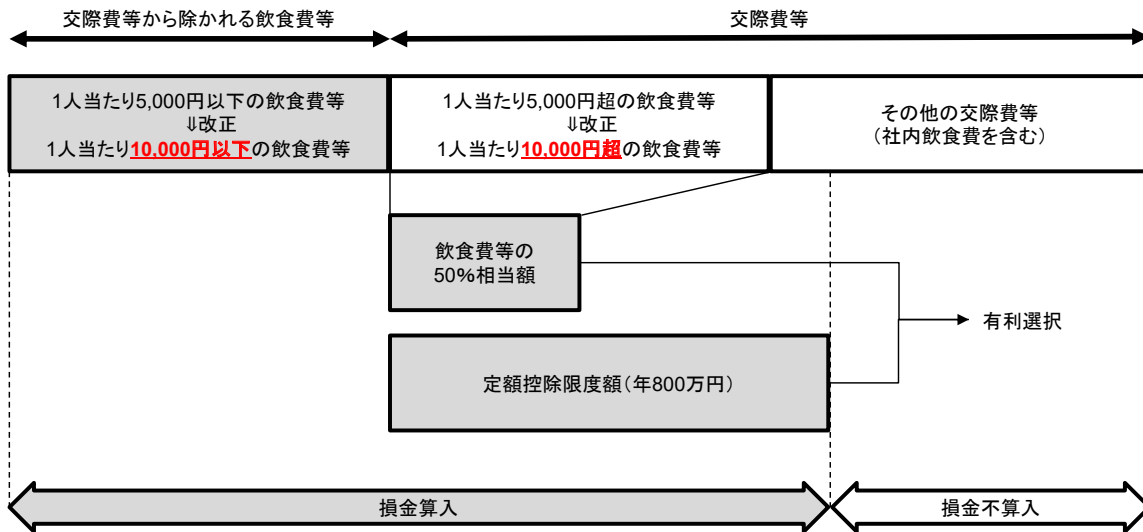 交際費等から除かれる飲食費等
交際費等
1人当たり5,000円以下の飲食費等
⇓改正
1人当たり10,000円以下の飲食費等
1人当たり5,000円超の飲食費等
⇓改正
1人当たり10,000円超の飲食費等
その他の交際費等
(社内飲食費を含む)
飲食費等の
50%相当額
有利選択
定額控除限度額(年800万円)
損金算入
損金不算入